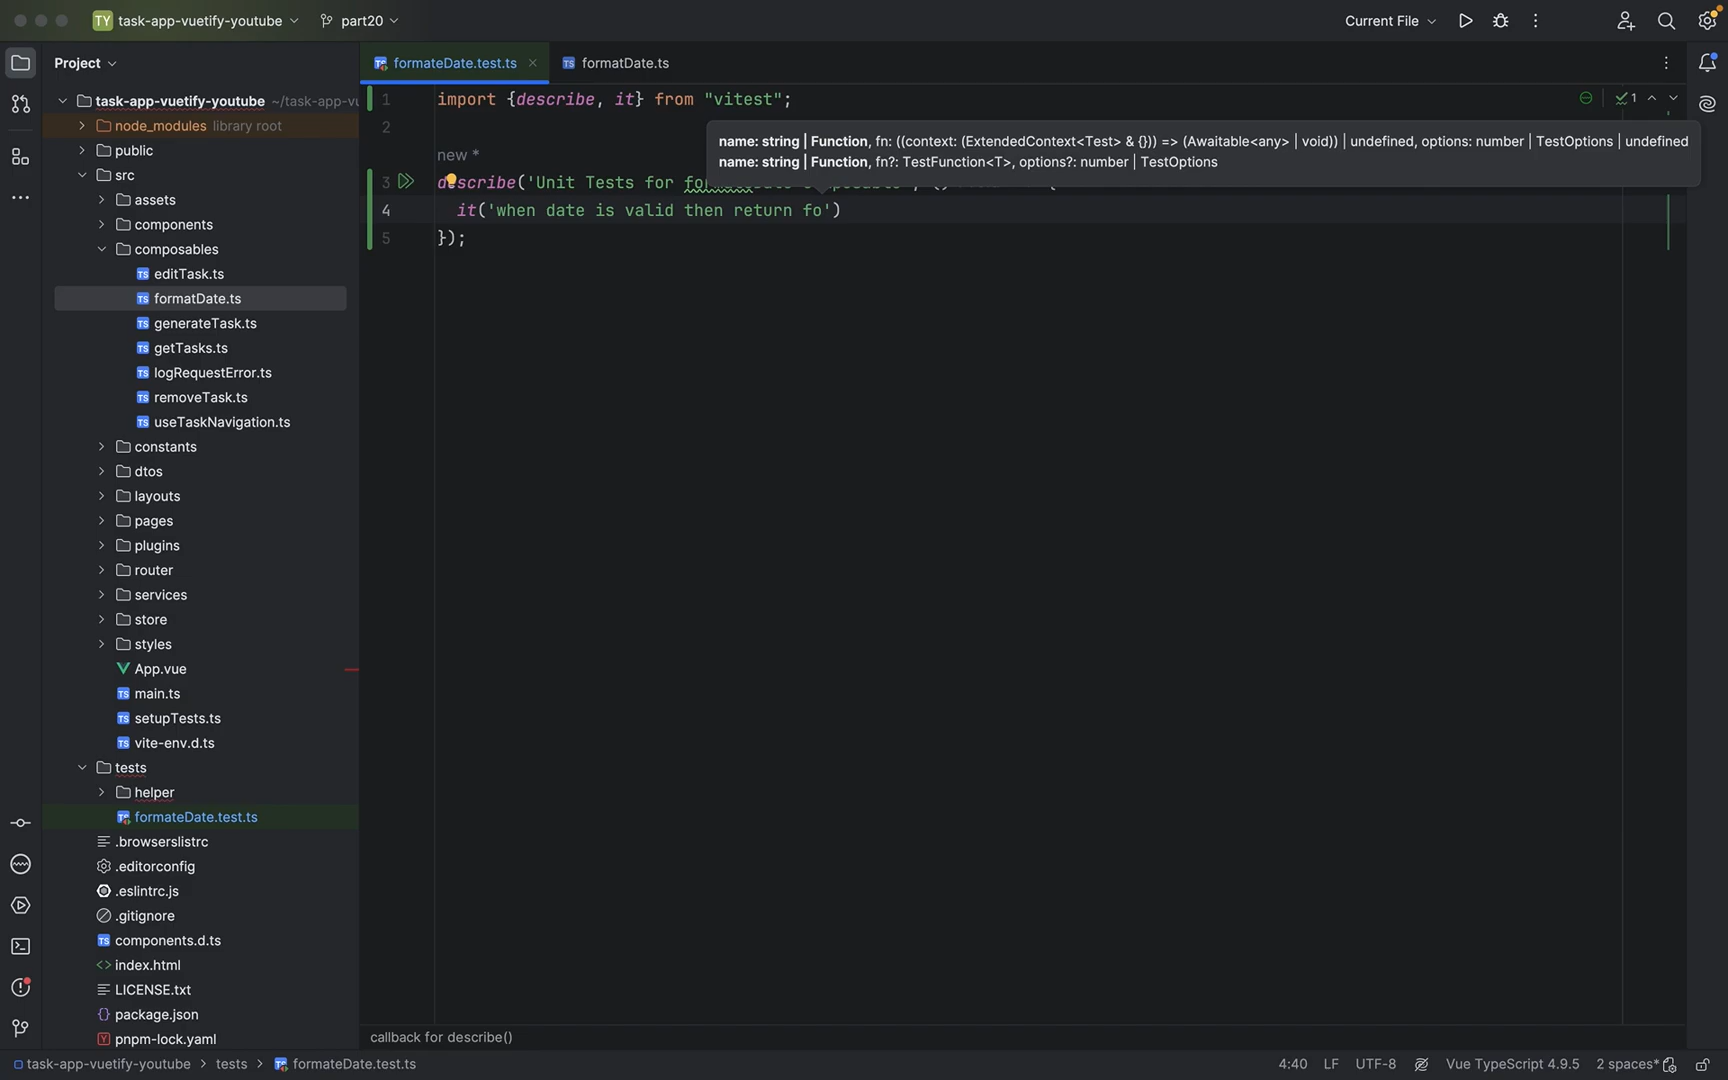 TY task-app-vuetify-youtube part20 Current File
Project
formateDate.test.ts formatDate.ts
task-app-vuetify-youtube ~/task-app-vu
node_modules library root
public
src
assets
components
composables
editTask.ts
formatDate.ts
generateTask.ts
getTasks.ts
logRequestError.ts
removeTask.ts
useTaskNavigation.ts
constants
dtos
layouts
pages
plugins
router
services
store
styles
App.vue
main.ts
setupTests.ts
vite-env.d.ts
tests
helper
formateDate.test.ts
.browserslistrc
.editorconfig
.eslintrc.js
.gitignore
components.d.ts
index.html
LICENSE.txt
package.json
pnpm-lock.yaml
1 import {describe, it} from "vitest"; 1
2
new *
name: string | Function, fn: ((context: (ExtendedContext<Test> & {})) => (Awaitable<any> | void)) | undefined, options: number | TestOptions | undefined
name: string | Function, fn?: TestFunction<T>, options?: number | TestOptions
3 describe('Unit Tests for
4 it('when date is valid then return fo')
5 });
callback for describe()
task-app-vuetify-youtube > tests > formateDate.test.ts 4:40 LF UTF-8 Vue TypeScript 4.9.5 2 spaces*